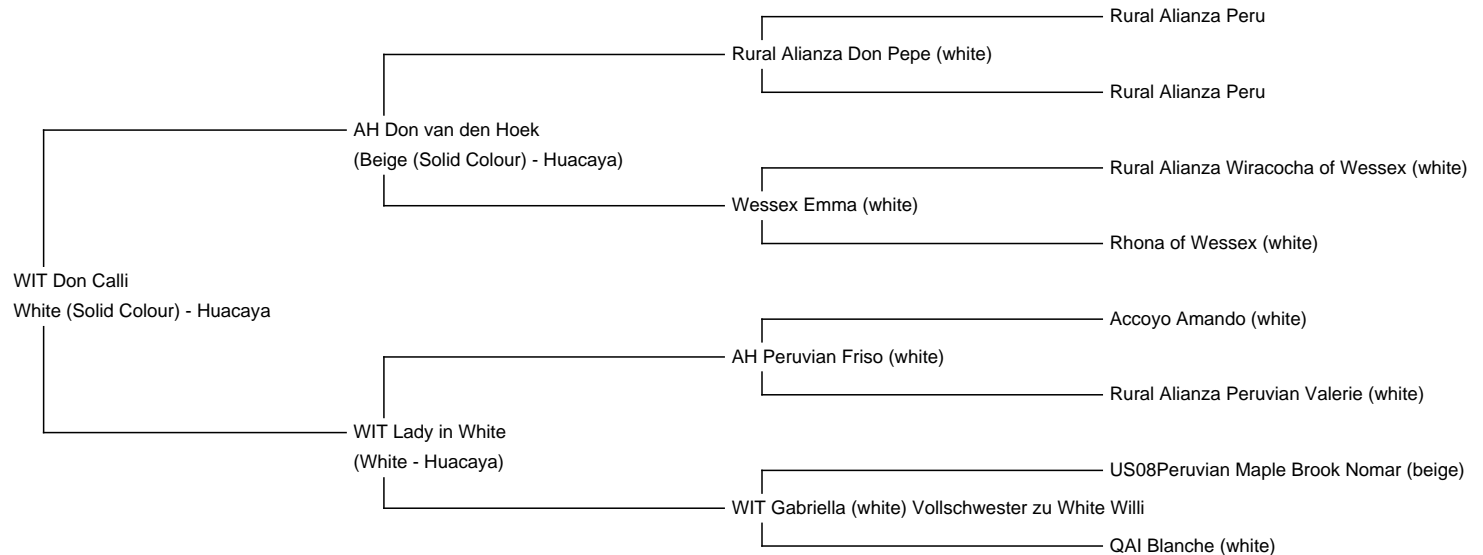 Rural Alianza Peru
Rural Alianza Don Pepe (white)
Rural Alianza Peru
AH Don van den Hoek
(Beige (Solid Colour) - Huacaya)
Rural Alianza Wiracocha of Wessex (white)
Wessex Emma (white)
Rhona of Wessex (white)
WIT Don Calli
White (Solid Colour) - Huacaya
Accoyo Amando (white)
AH Peruvian Friso (white)
Rural Alianza Peruvian Valerie (white)
WIT Lady in White
(White - Huacaya)
US08Peruvian Maple Brook Nomar (beige)
WIT Gabriella (white) Vollschwester zu White Willi
QAI Blanche (white)